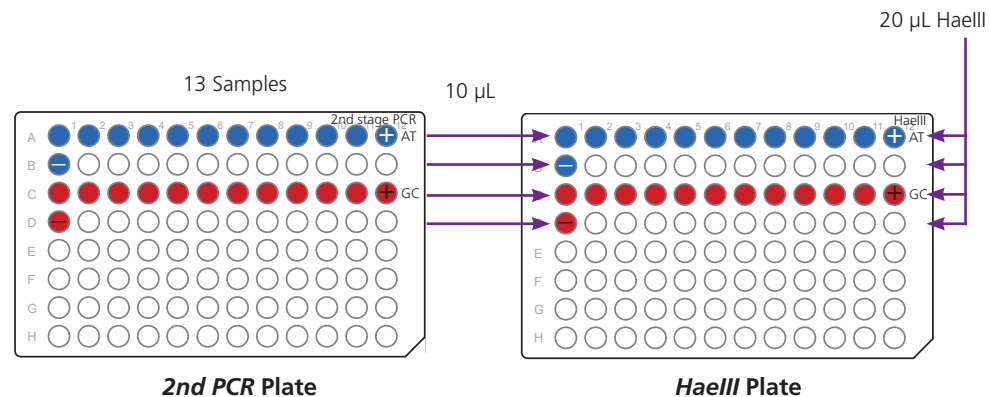 20 µL HaeIII
13 Samples
10 µL
2nd stage PCR
1 2 3 4 5 6 7 8 9 10 11 12
A + AT
B −
C + GC
D −
E
F
G
H
2nd PCR Plate
HaeIII
1 2 3 4 5 6 7 8 9 10 11 12
+ AT
−
+ GC
−
E
F
G
H
HaeIII Plate